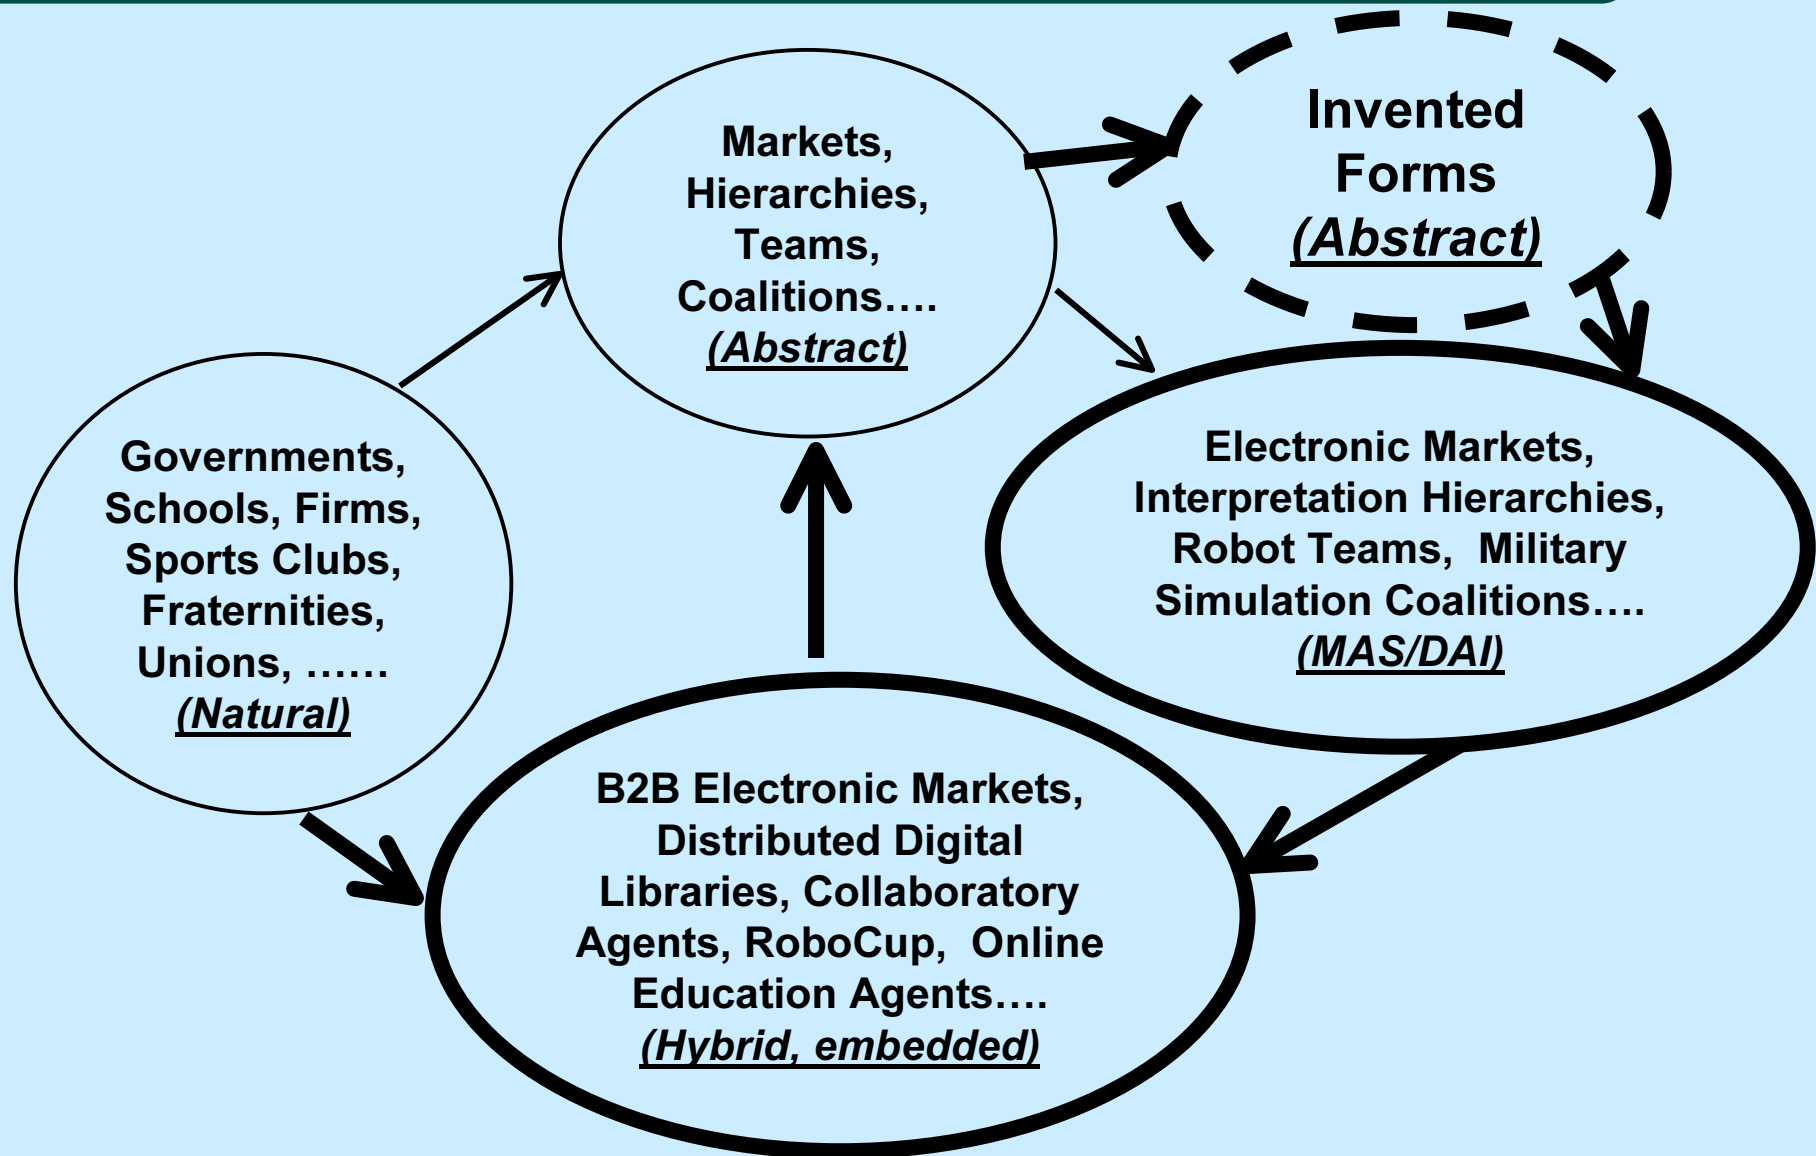 Invented
Forms
(Abstract)
Markets,
Hierarchies,
Teams,
Coalitions....
(Abstract)
Governments,
Schools, Firms,
Sports Clubs,
Fraternities,
Unions, ......
(Natural)
Electronic Markets,
Interpretation Hierarchies,
Robot Teams,  Military
Simulation Coalitions....
(MAS/DAI)
B2B Electronic Markets,
Distributed Digital
Libraries, Collaboratory
Agents, RoboCup,  Online
Education Agents....
(Hybrid, embedded)